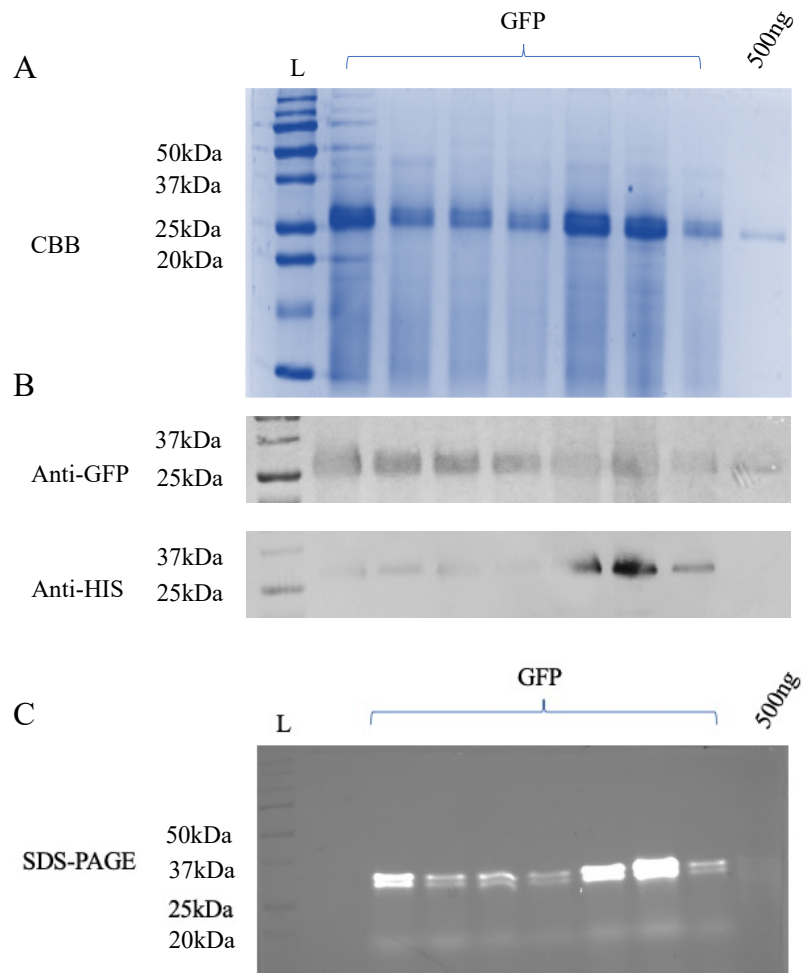 GFP
500ng
A
L
50kDa
37kDa
25kDa
CBB
20kDa
B
37kDa
Anti-GFP
25kDa
37kDa
Anti-HIS
25kDa
GFP
500ng
C
L
50kDa
SDS-PAGE
37kDa
25kDa
20kDa